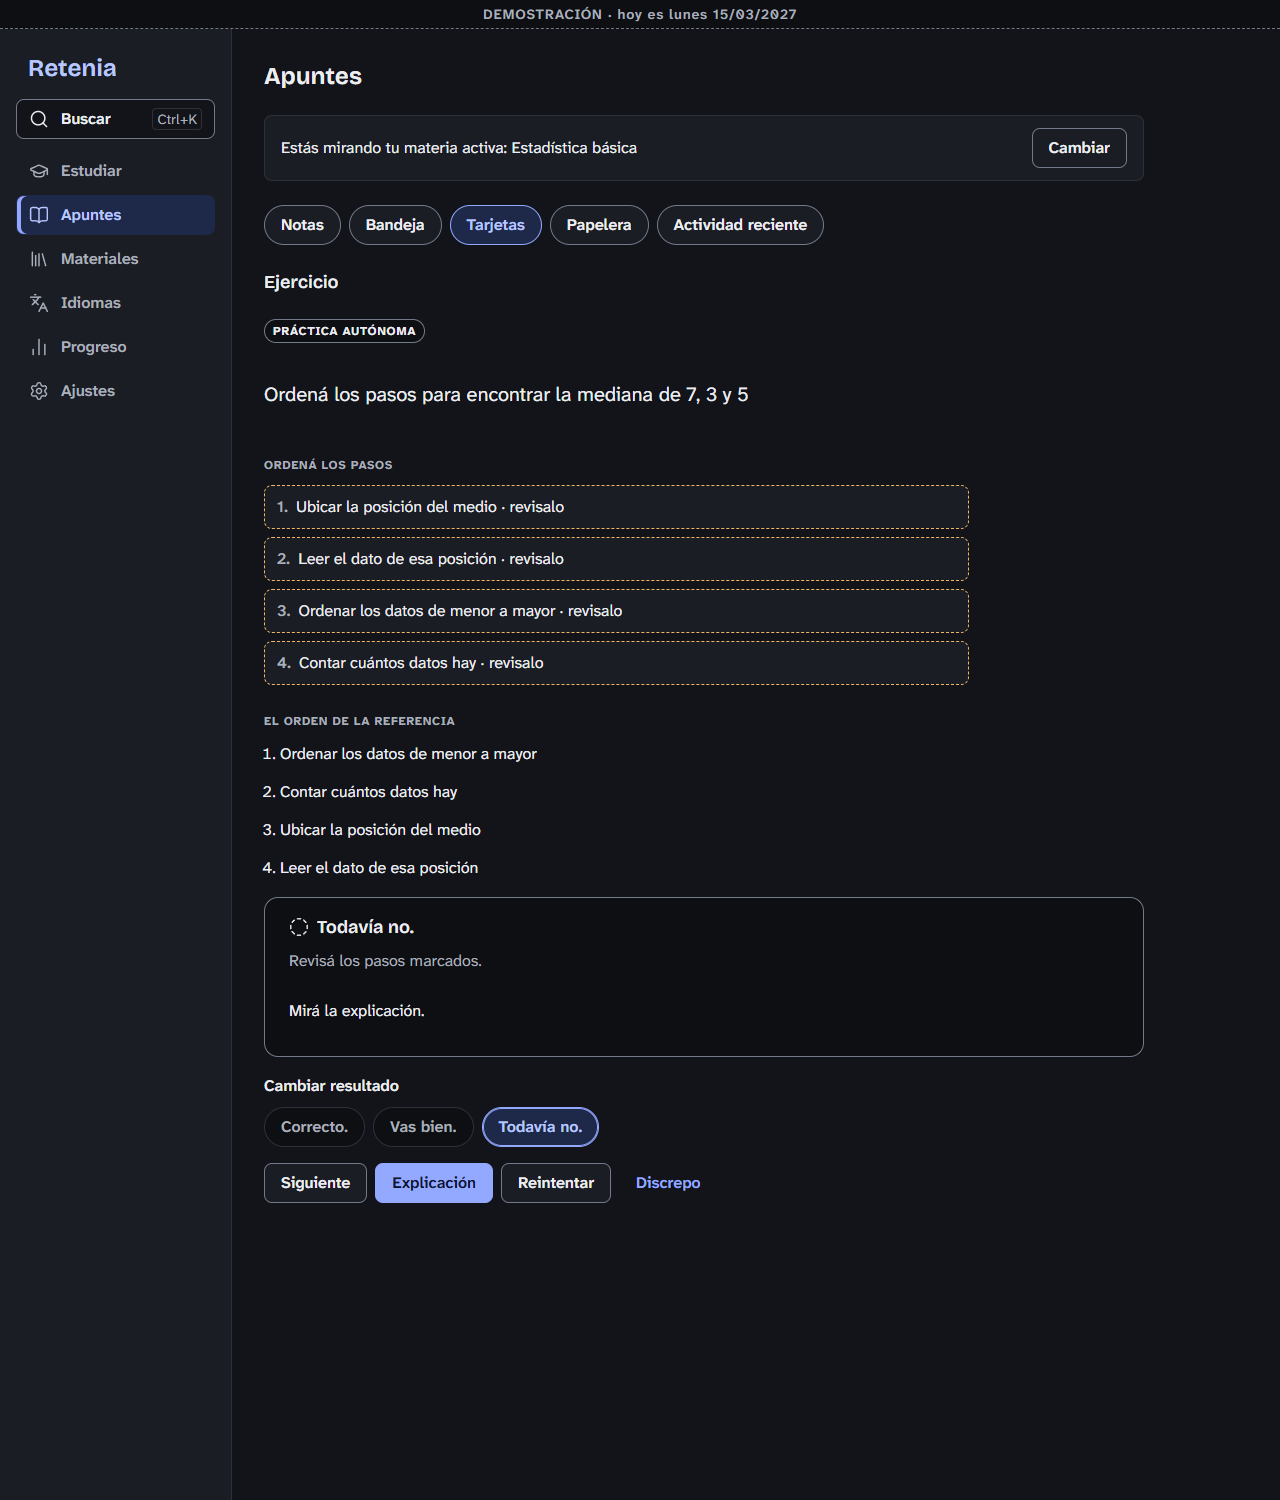 DEMOSTRACIÓN · hoy es lunes 15/03/2027
Retenia
Buscar Ctrl+K
Estudiar
Apuntes
Materiales
Idiomas
Progreso
Ajustes
Apuntes
Estás mirando tu materia activa: Estadística básica
Cambiar
Notas Bandeja Tarjetas Papelera Actividad reciente
Ejercicio
PRÁCTICA AUTÓNOMA
Ordená los pasos para encontrar la mediana de 7, 3 y 5
ORDENÁ LOS PASOS
1. Ubicar la posición del medio · revisalo
2. Leer el dato de esa posición · revisalo
3. Ordenar los datos de menor a mayor · revisalo
4. Contar cuántos datos hay · revisalo
EL ORDEN DE LA REFERENCIA
1. Ordenar los datos de menor a mayor
2. Contar cuántos datos hay
3. Ubicar la posición del medio
4. Leer el dato de esa posición
Todavía no.
Revisá los pasos marcados.
Mirá la explicación.
Cambiar resultado
Correcto. Vas bien. Todavía no.
Siguiente Explicación Reintentar Discrepo